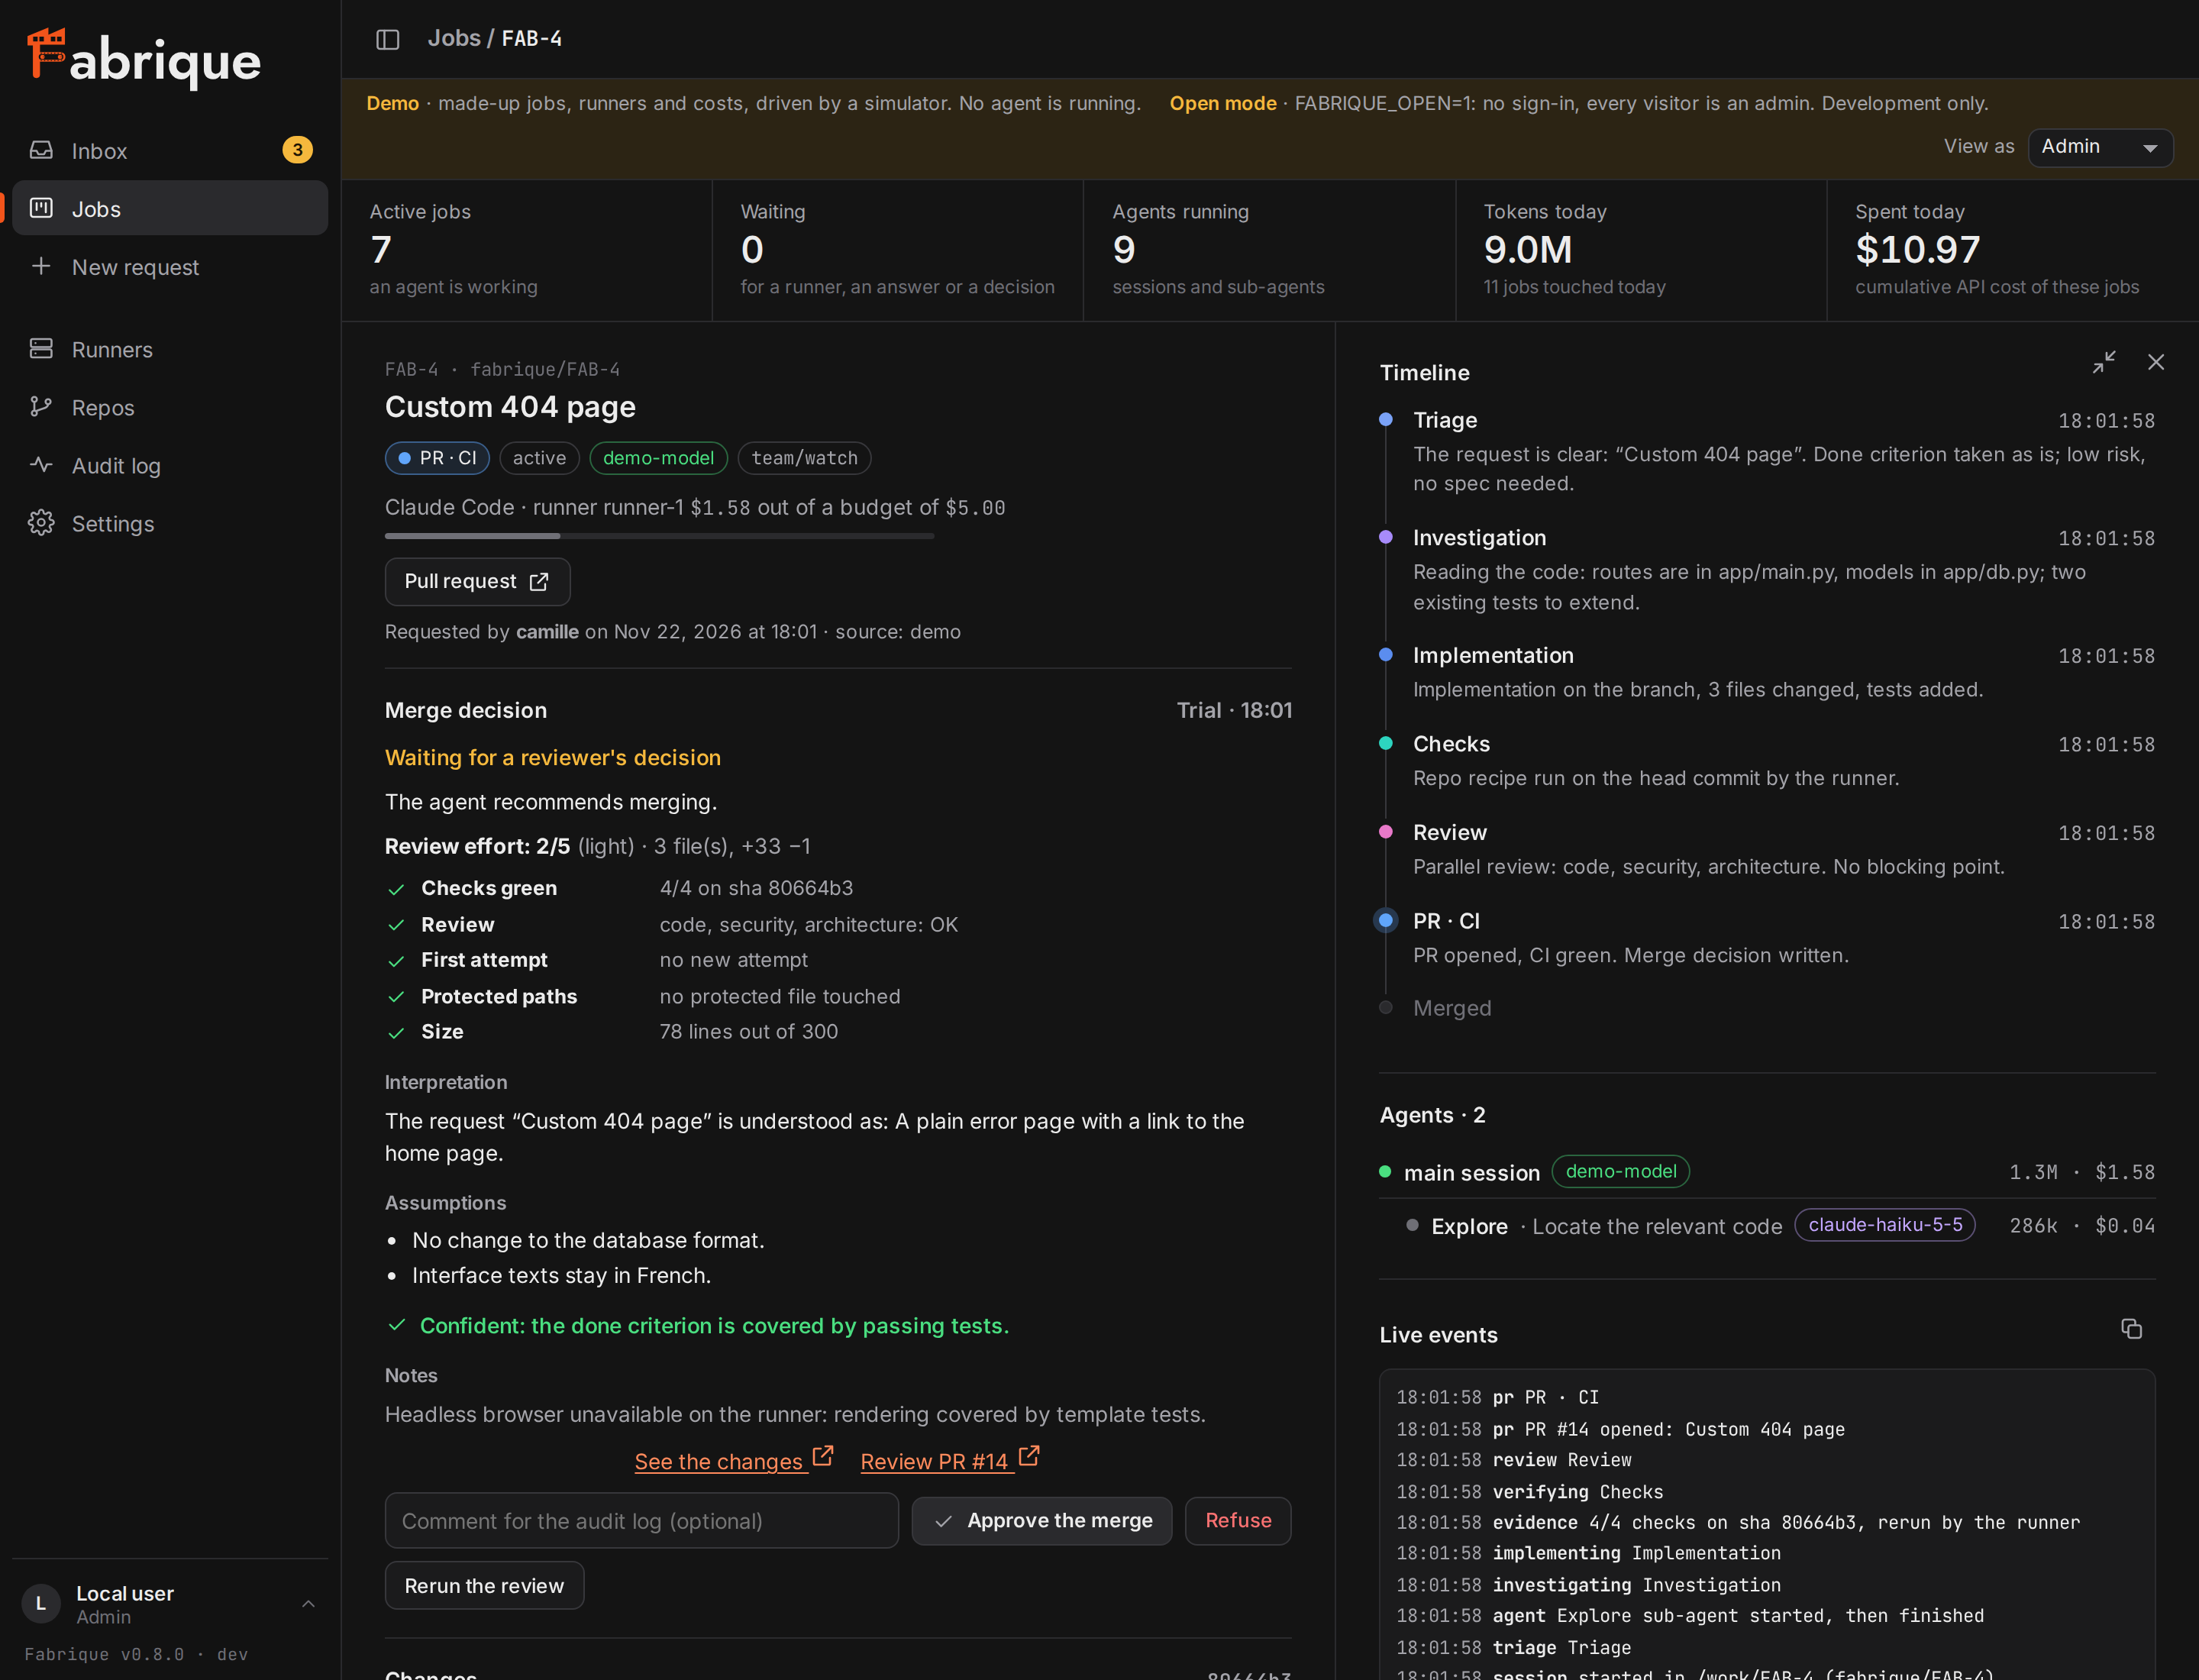 Fabrique
Inbox 3
Jobs
New request
Runners
Repos
Audit log
Settings
L Local user
Admin
Fabrique v0.8.0 · dev
Jobs / FAB-4
Demo · made-up jobs, runners and costs, driven by a simulator. No agent is running. Open mode · FABRIQUE_OPEN=1: no sign-in, every visitor is an admin. Development only.
View as Admin
Active jobs
7
an agent is working
Waiting
0
for a runner, an answer or a decision
Agents running
9
sessions and sub-agents
Tokens today
9.0M
11 jobs touched today
Spent today
$10.97
cumulative API cost of these jobs
FAB-4 · fabrique/FAB-4
Custom 404 page
PR · CI active demo-model team/watch
Claude Code · runner runner-1 $1.58 out of a budget of $5.00
Pull request
Requested by camille on Nov 22, 2026 at 18:01 · source: demo
Merge decision Trial · 18:01
Waiting for a reviewer's decision
The agent recommends merging.
Review effort: 2/5 (light) · 3 file(s), +33 −1
Checks green 4/4 on sha 80664b3
Review code, security, architecture: OK
First attempt no new attempt
Protected paths no protected file touched
Size 78 lines out of 300
Interpretation
The request “Custom 404 page” is understood as: A plain error page with a link to the
home page.
Assumptions
• No change to the database format.
• Interface texts stay in French.
Confident: the done criterion is covered by passing tests.
Notes
Headless browser unavailable on the runner: rendering covered by template tests.
See the changes Review PR #14
Comment for the audit log (optional) Approve the merge Refuse
Rerun the review
Changes 80664b3
Timeline
Triage 18:01:58
The request is clear: “Custom 404 page”. Done criterion taken as is; low risk,
no spec needed.
Investigation 18:01:58
Reading the code: routes are in app/main.py, models in app/db.py; two
existing tests to extend.
Implementation 18:01:58
Implementation on the branch, 3 files changed, tests added.
Checks 18:01:58
Repo recipe run on the head commit by the runner.
Review 18:01:58
Parallel review: code, security, architecture. No blocking point.
PR · CI 18:01:58
PR opened, CI green. Merge decision written.
Merged
Agents · 2
main session demo-model 1.3M · $1.58
Explore · Locate the relevant code claude-haiku-5-5 286k · $0.04
Live events
18:01:58 pr PR · CI
18:01:58 pr PR #14 opened: Custom 404 page
18:01:58 review Review
18:01:58 verifying Checks
18:01:58 evidence 4/4 checks on sha 80664b3, rerun by the runner
18:01:58 implementing Implementation
18:01:58 investigating Investigation
18:01:58 agent Explore sub-agent started, then finished
18:01:58 triage Triage
18:01:58 session started in /work/FAB-4 (fabrique/FAB-4)